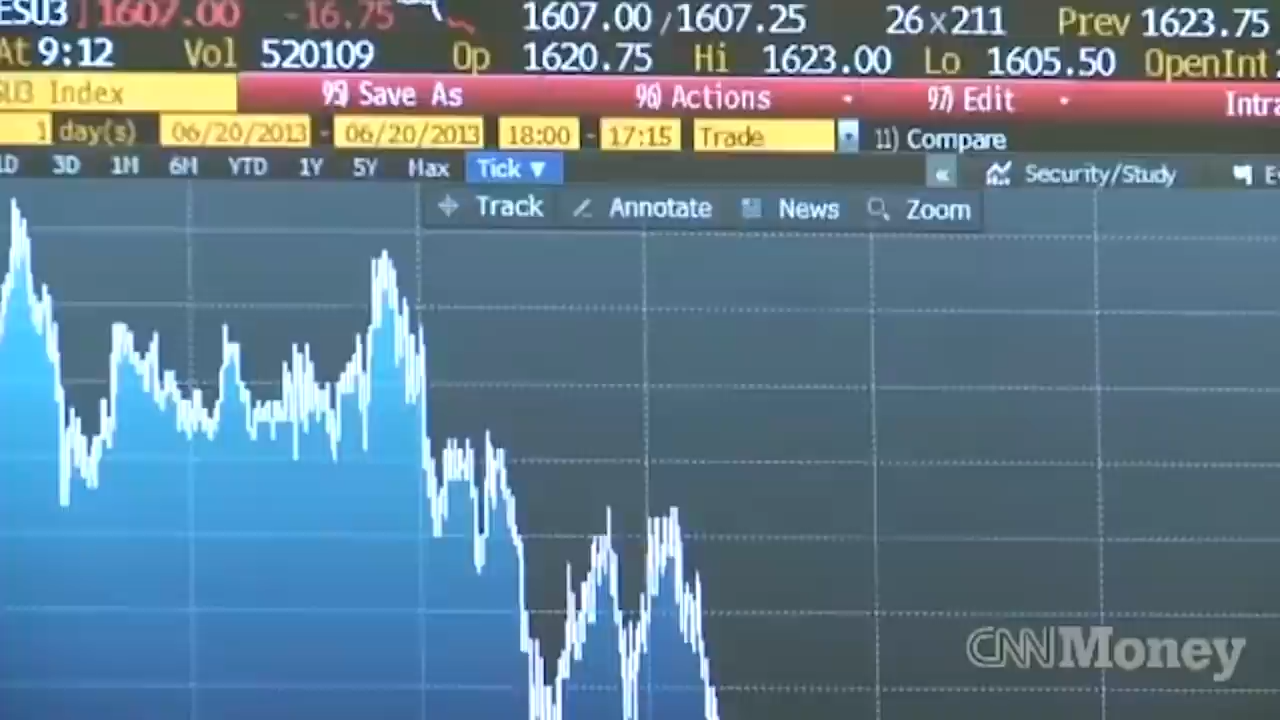 ESU3 1607.00 -16.75 1607.00 / 1607.25 26x211 Prev 1623.75
At 9:12 Vol 520109 Op 1620.75 Hi 1623.00 Lo 1605.50 OpenInt
SU3 Index 95) Save As 96) Actions 97) Edit Intra
1 day(s) 06/20/2013 - 06/20/2013 18:00 - 17:15 Trade 11) Compare
1D 3D 1M 6M YTD 1Y 5Y Max Tick ▼ « Security/Study
Track Annotate News Zoom
CNNMoney